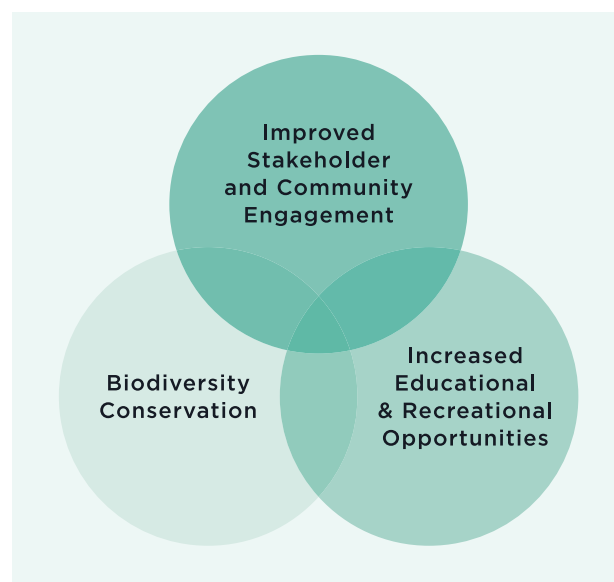 Improved
Stakeholder
and Community
Engagement
Biodiversity
Conservation
Increased
Educational
& Recreational
Opportunities